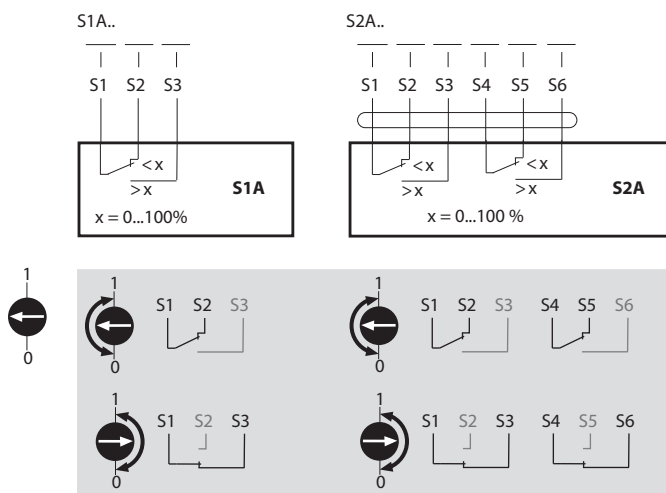 S1A..
S2A..
S1 S2 S3
S1 S2 S3 S4 S5 S6
<x
>x
S1A
x = 0...100%
<x
>x
<x
>x
S2A
x = 0...100 %
1
0
1
0
S1 S2 S3
1
0
S1 S2 S3
S4 S5 S6
1
0
S1 S2 S3
1
0
S1 S2 S3
S4 S5 S6